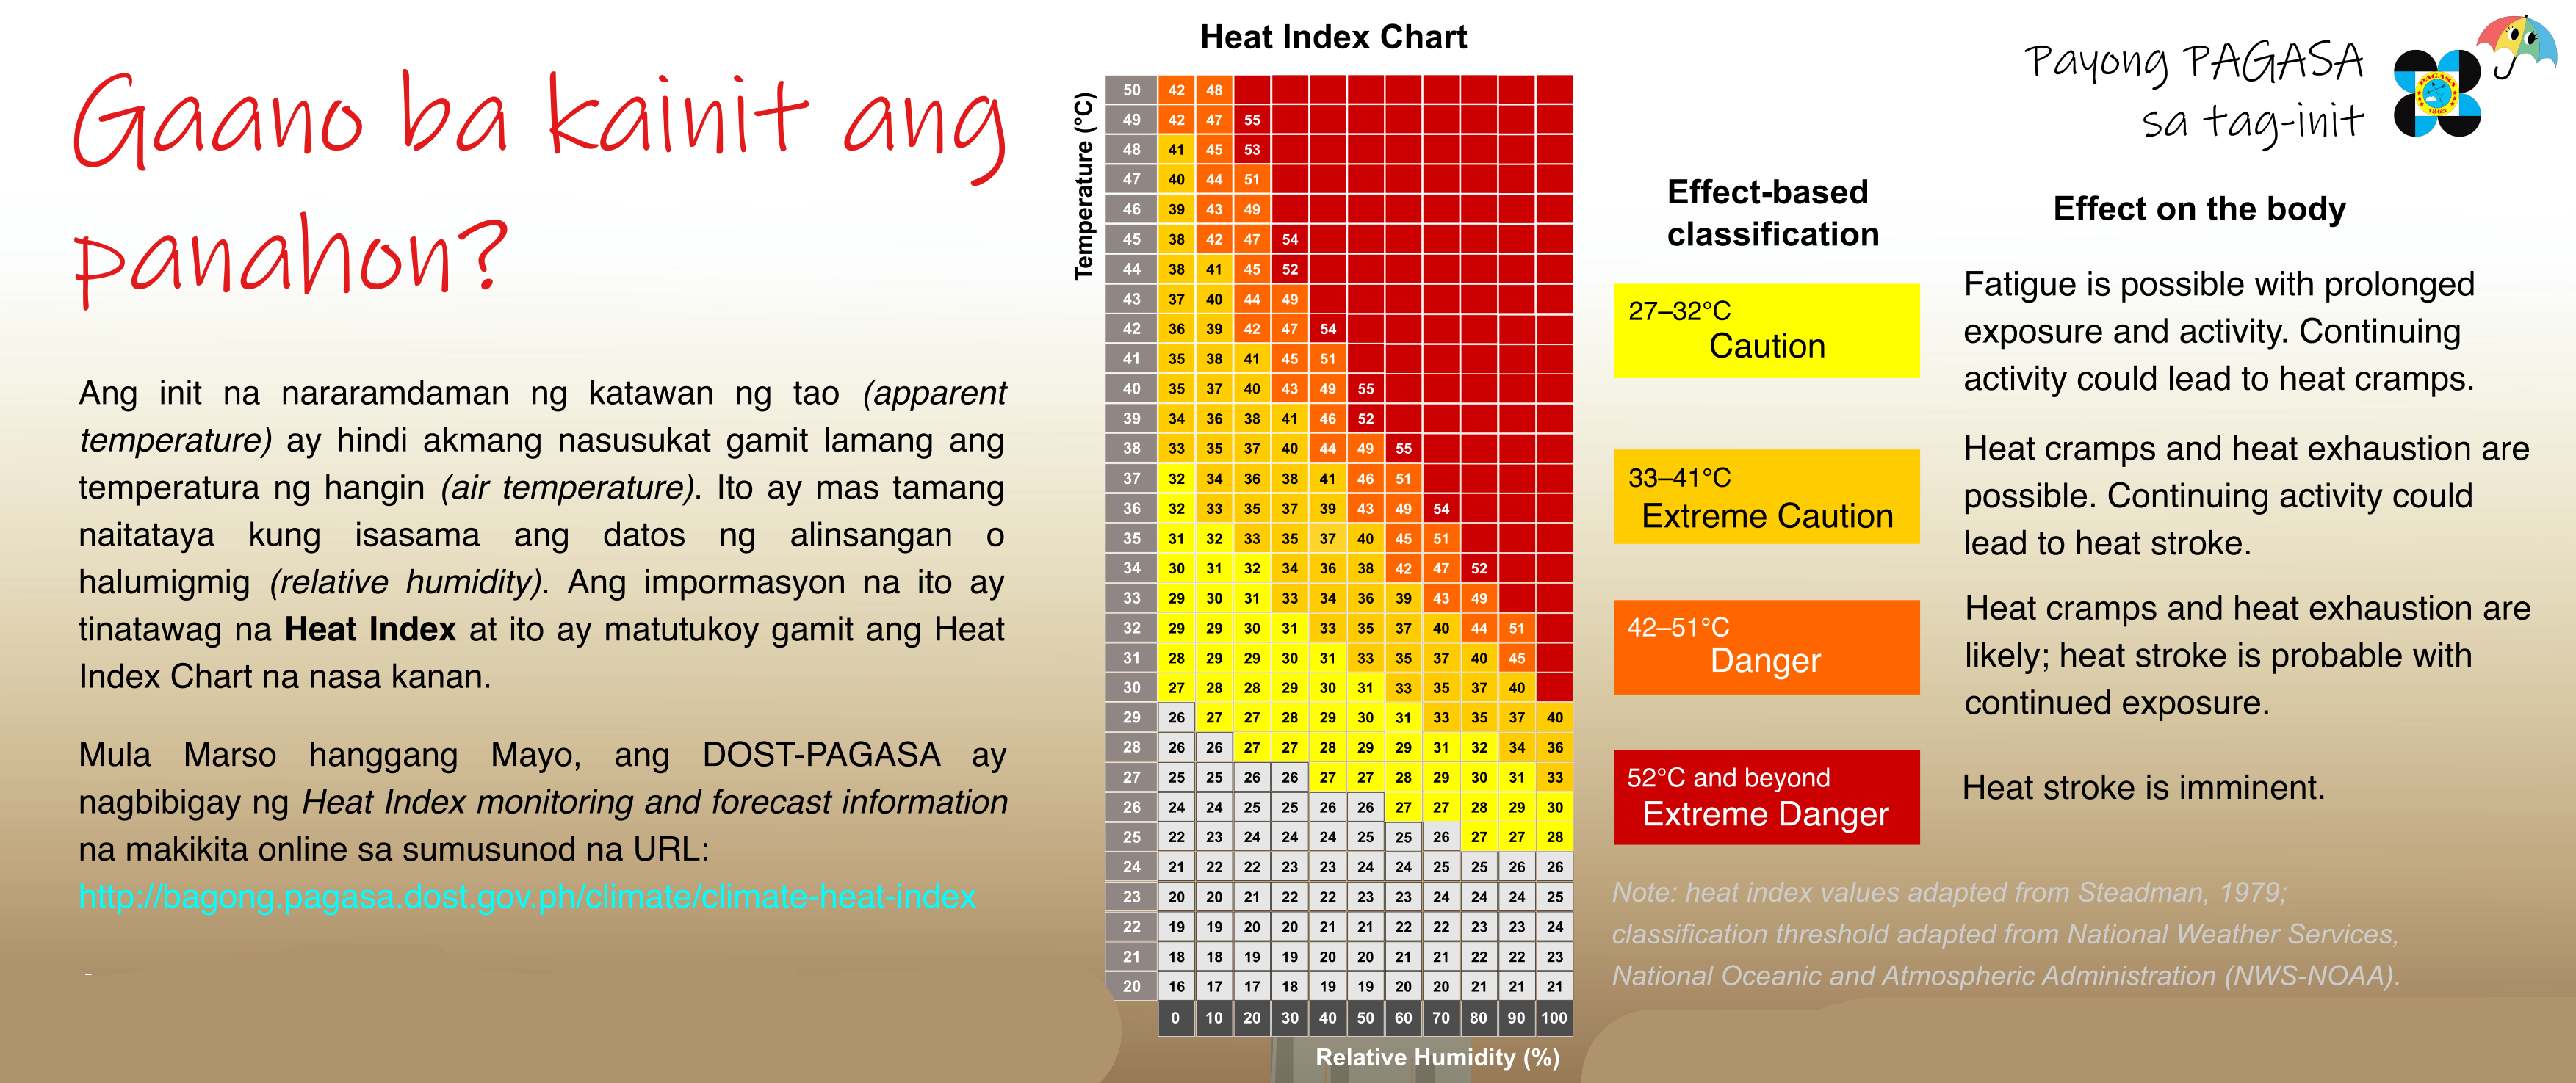 Gaano ba kainit ang
panahon?
Ang init na nararamdaman ng katawan ng tao (apparent
temperature) ay hindi akmang nasusukat gamit lamang ang
temperatura ng hangin (air temperature). Ito ay mas tamang
naitataya kung isasama ang datos ng alinsangan o
halumigmig (relative humidity). Ang impormasyon na ito ay
tinatawag na Heat Index at ito ay matutukoy gamit ang Heat
Index Chart na nasa kanan.
Mula Marso hanggang Mayo, ang DOST-PAGASA ay
nagbibigay ng Heat Index monitoring and forecast information
na makikita online sa sumusunod na URL:
http://bagong.pagasa.dost.gov.ph/climate/climate-heat-index
Heat Index Chart
Temperature (°C)
50 42 48
49 42 47 55
48 41 45 53
47 40 44 51
46 39 43 49
45 38 42 47 54
44 38 41 45 52
43 37 40 44 49
42 36 39 42 47 54
41 35 38 41 45 51
40 35 37 40 43 49 55
39 34 36 38 41 46 52
38 33 35 37 40 44 49 55
37 32 34 36 38 41 46 51
36 32 33 35 37 39 43 49 54
35 31 32 33 35 37 40 45 51
34 30 31 32 34 36 38 42 47 52
33 29 30 31 33 34 36 39 43 49
32 29 29 30 31 33 35 37 40 44 51
31 28 29 29 30 31 33 35 37 40 45
30 27 28 28 29 30 31 33 35 37 40
29 26 27 27 28 29 30 31 33 35 37 40
28 26 26 27 27 28 29 29 31 32 34 36
27 25 25 26 26 27 27 28 29 30 31 33
26 24 24 25 25 26 26 27 27 28 29 30
25 22 23 24 24 24 25 25 26 27 27 28
24 21 22 22 23 23 24 24 25 25 26 26
23 20 20 21 22 22 23 23 24 24 24 25
22 19 19 20 20 21 21 22 22 23 23 24
21 18 18 19 19 20 20 21 21 22 22 23
20 16 17 17 18 19 19 20 20 21 21 21
0 10 20 30 40 50 60 70 80 90 100
Relative Humidity (%)
Payong PAGASA
sa tag-init
Effect-based
classification
Effect on the body
27–32°C
Caution
Fatigue is possible with prolonged
exposure and activity. Continuing
activity could lead to heat cramps.
33–41°C
Extreme Caution
Heat cramps and heat exhaustion are
possible. Continuing activity could
lead to heat stroke.
42–51°C
Danger
Heat cramps and heat exhaustion are
likely; heat stroke is probable with
continued exposure.
52°C and beyond
Extreme Danger
Heat stroke is imminent.
Note: heat index values adapted from Steadman, 1979;
classification threshold adapted from National Weather Services,
National Oceanic and Atmospheric Administration (NWS-NOAA).